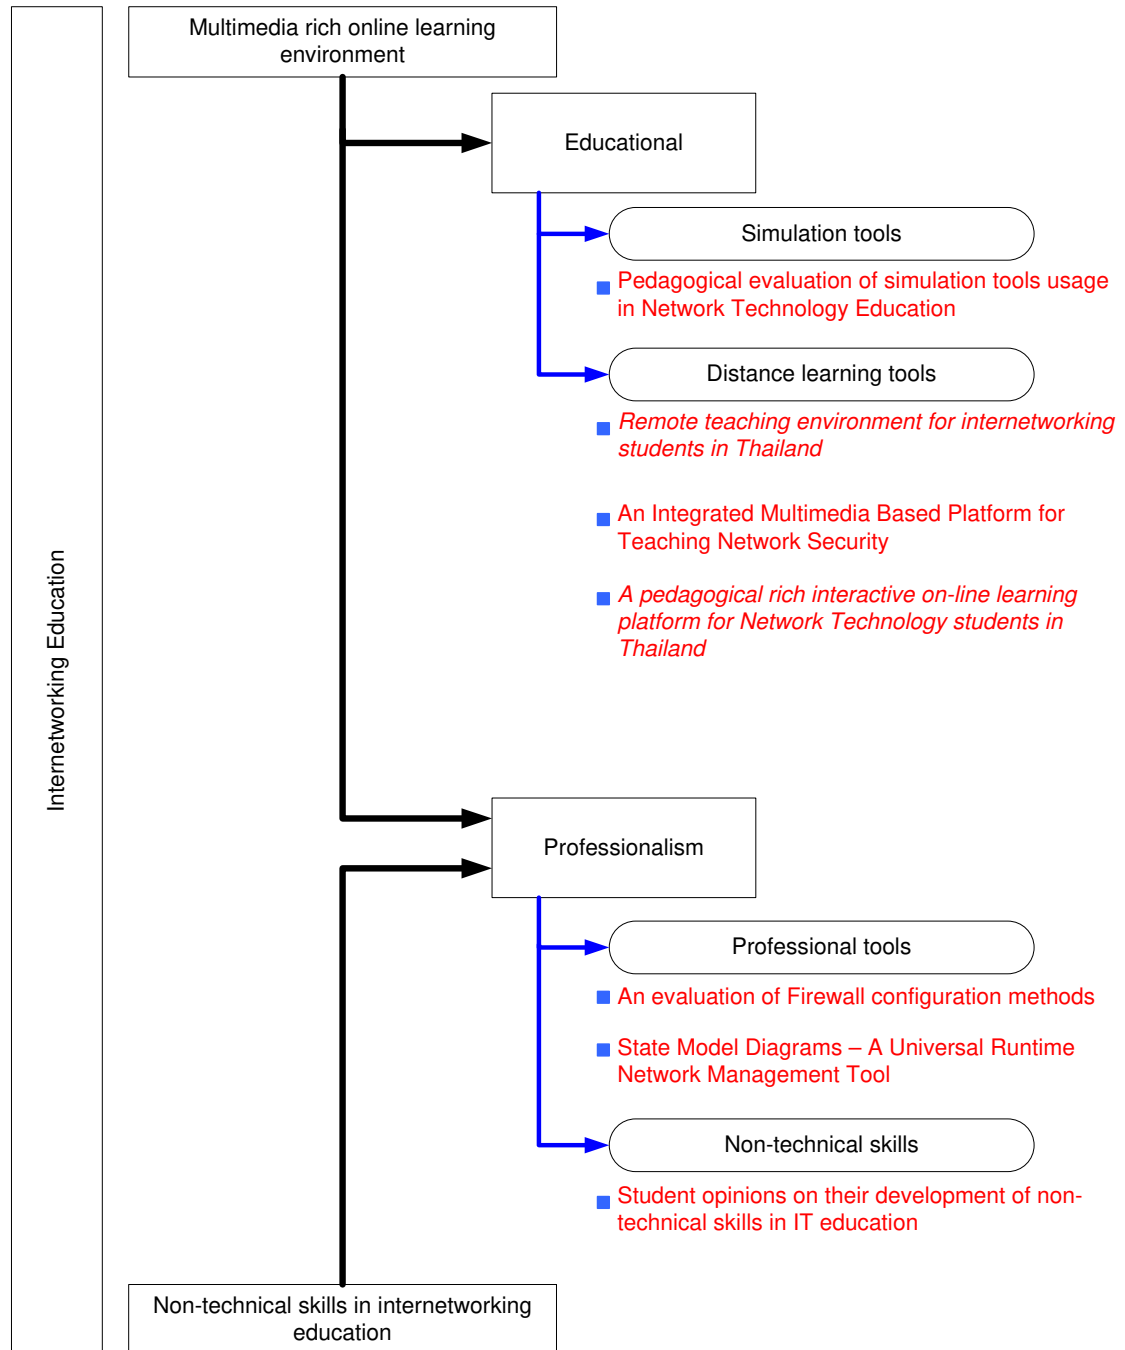 Multimedia rich online learning
environment
Educational
Simulation tools
Pedagogical evaluation of simulation tools usage
in Network Technology Education
Distance learning tools
Remote teaching environment for internetworking
students in Thailand
An Integrated Multimedia Based Platform for
Teaching Network Security
A pedagogical rich interactive on-line learning
platform for Network Technology students in
Thailand
Internetworking Education
Professionalism
Professional tools
An evaluation of Firewall configuration methods
State Model Diagrams – A Universal Runtime
Network Management Tool
Non-technical skills
Student opinions on their development of non-
technical skills in IT education
Non-technical skills in internetworking
education